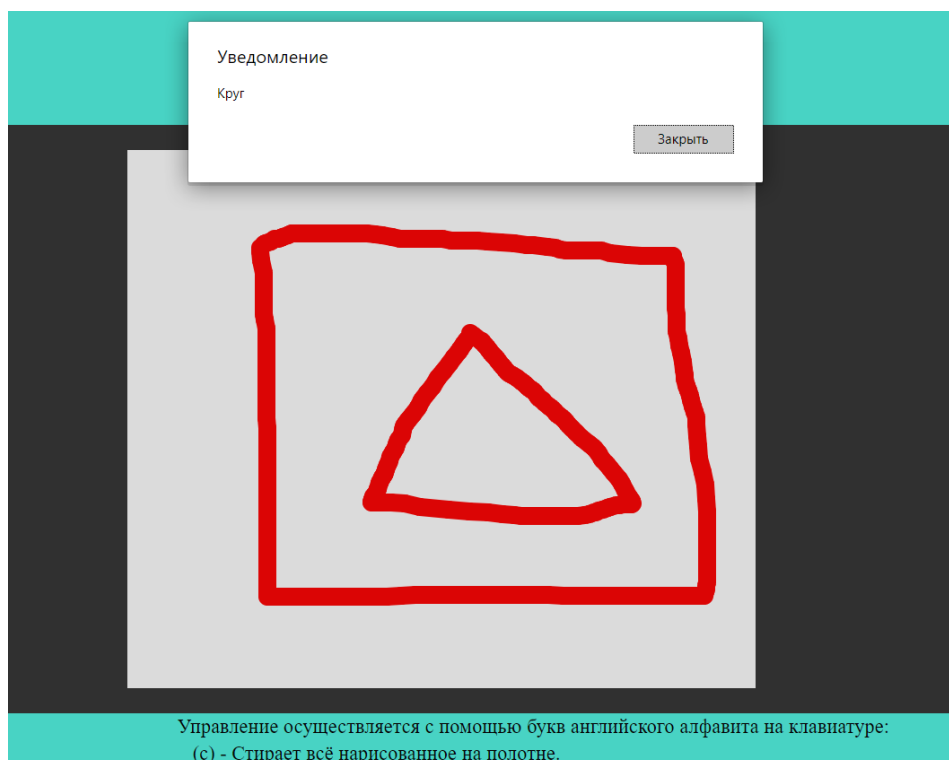 Уведомление
Круг
Закрыть
Управление осуществляется с помощью букв английского алфавита на клавиатуре:
(c) - Стирает всё нарисованное на полотне.